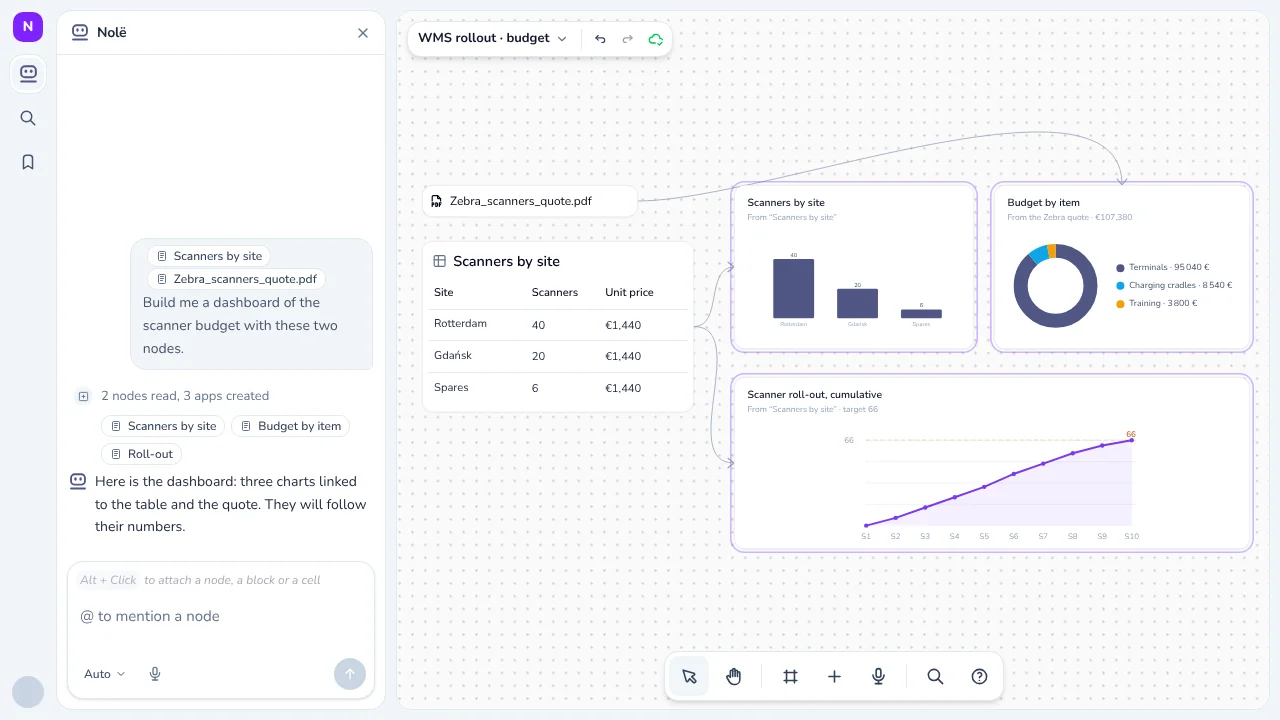 N
Nolë
Scanners by site
Zebra_scanners_quote.pdf
Build me a dashboard of the
scanner budget with these two
nodes.
2 nodes read, 3 apps created
Scanners by site
Budget by item
Roll-out
Here is the dashboard: three charts linked
to the table and the quote. They will follow
their numbers.
Alt + Click to attach a node, a block or a cell
@ to mention a node
Auto
WMS rollout · budget
PDF
Zebra_scanners_quote.pdf
Scanners by site
Site Scanners Unit price
Rotterdam 40 €1,440
Gdańsk 20 €1,440
Spares 6 €1,440
Scanners by site
From “Scanners by site”
40
20
6
Rotterdam Gdańsk Spares
Budget by item
From the Zebra quote · €107,380
Terminals · 95 040 €
Charging cradles · 8 540 €
Training · 3 800 €
Scanner roll-out, cumulative
From “Scanners by site” · target 66
66
66
S1 S2 S3 S4 S5 S6 S7 S8 S9 S10